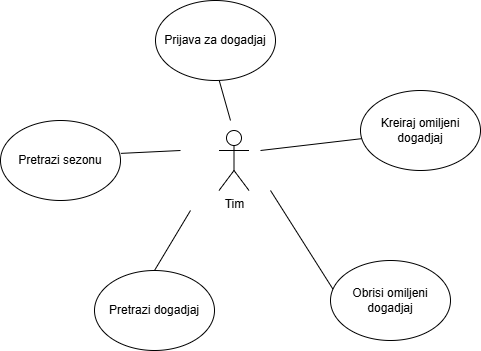 Prijava za dogadjaj
Kreiraj omiljeni
dogadjaj
Pretrazi sezonu
Tim
Obrisi omiljeni
dogadjaj
Pretrazi dogadjaj